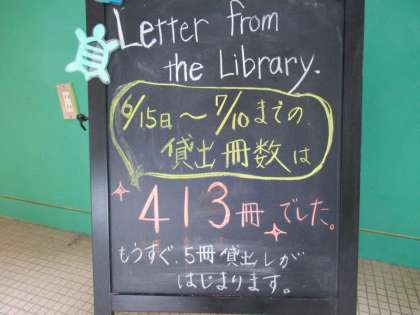 Letter from
the Library.
6/15日～7/10までの
貸出冊数は
413冊でした。
もうすぐ、5冊貸出しが
はじまります。